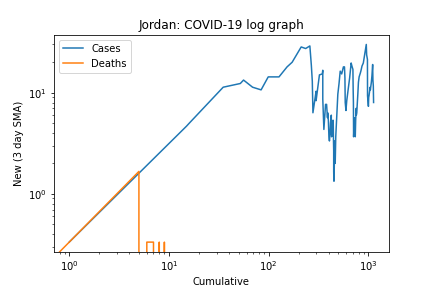 Jordan: COVID-19 log graph
Cases
Deaths
New (3 day SMA)
10¹
10⁰
10⁰ 10¹ 10² 10³
Cumulative